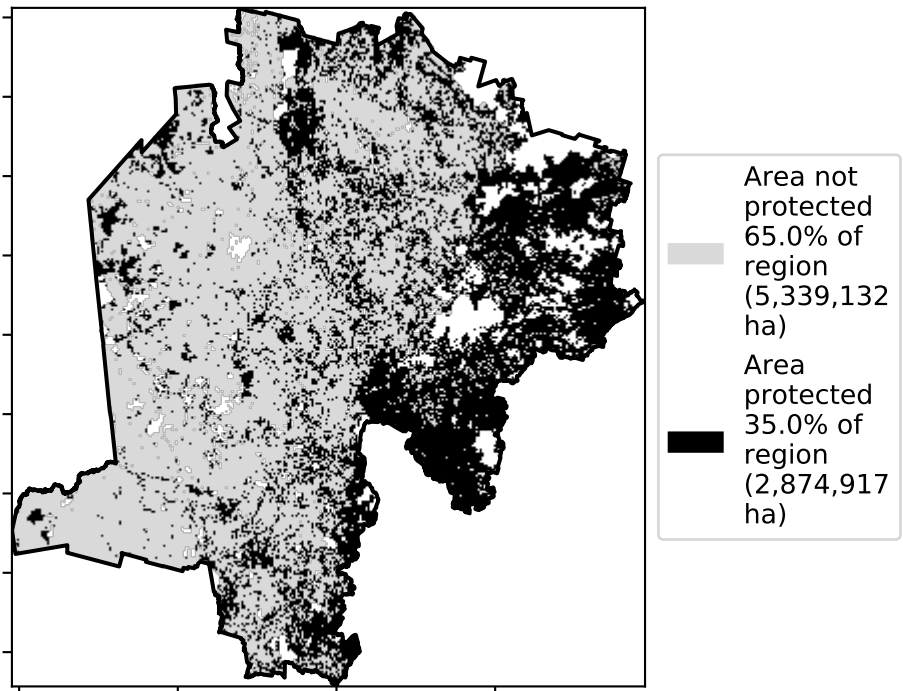 Area not
protected
65.0% of
region
(5,339,132
ha)
Area
protected
35.0% of
region
(2,874,917
ha)